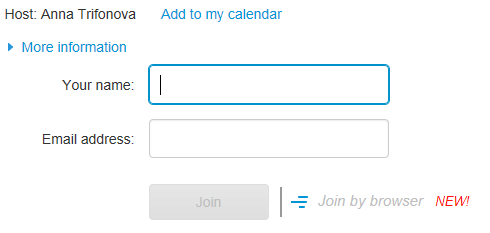 Host: Anna Trifonova Add to my calendar
More information
Your name:
Email address:
Join Join by browser NEW!